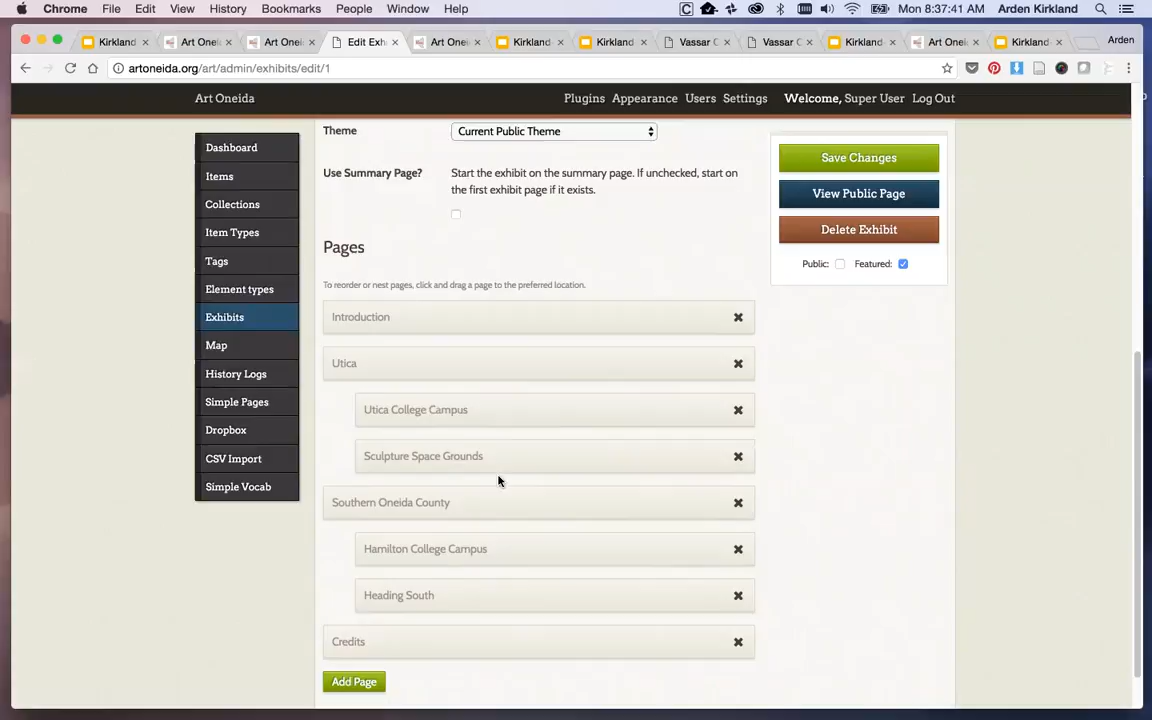 Chrome File Edit View History Bookmarks People Window Help Mon 8:37:41 AM Arden Kirkland
Kirkland Art Onei Art Onei Edit Exh Art Onei Kirkland Kirkland Vassar C Vassar C Kirkland Art Onei Kirkland Arden
artoneida.org/art/admin/exhibits/edit/1
Art Oneida Plugins Appearance Users Settings Welcome, Super User Log Out
Dashboard
Items
Collections
Item Types
Tags
Element types
Exhibits
Map
History Logs
Simple Pages
Dropbox
CSV Import
Simple Vocab
Theme Current Public Theme
Use Summary Page? Start the exhibit on the summary page. If unchecked, start on
the first exhibit page if it exists.
Pages
To reorder or nest pages, click and drag a page to the preferred location.
Introduction
Utica
Utica College Campus
Sculpture Space Grounds
Southern Oneida County
Hamilton College Campus
Heading South
Credits
Add Page
Save Changes
View Public Page
Delete Exhibit
Public: Featured: